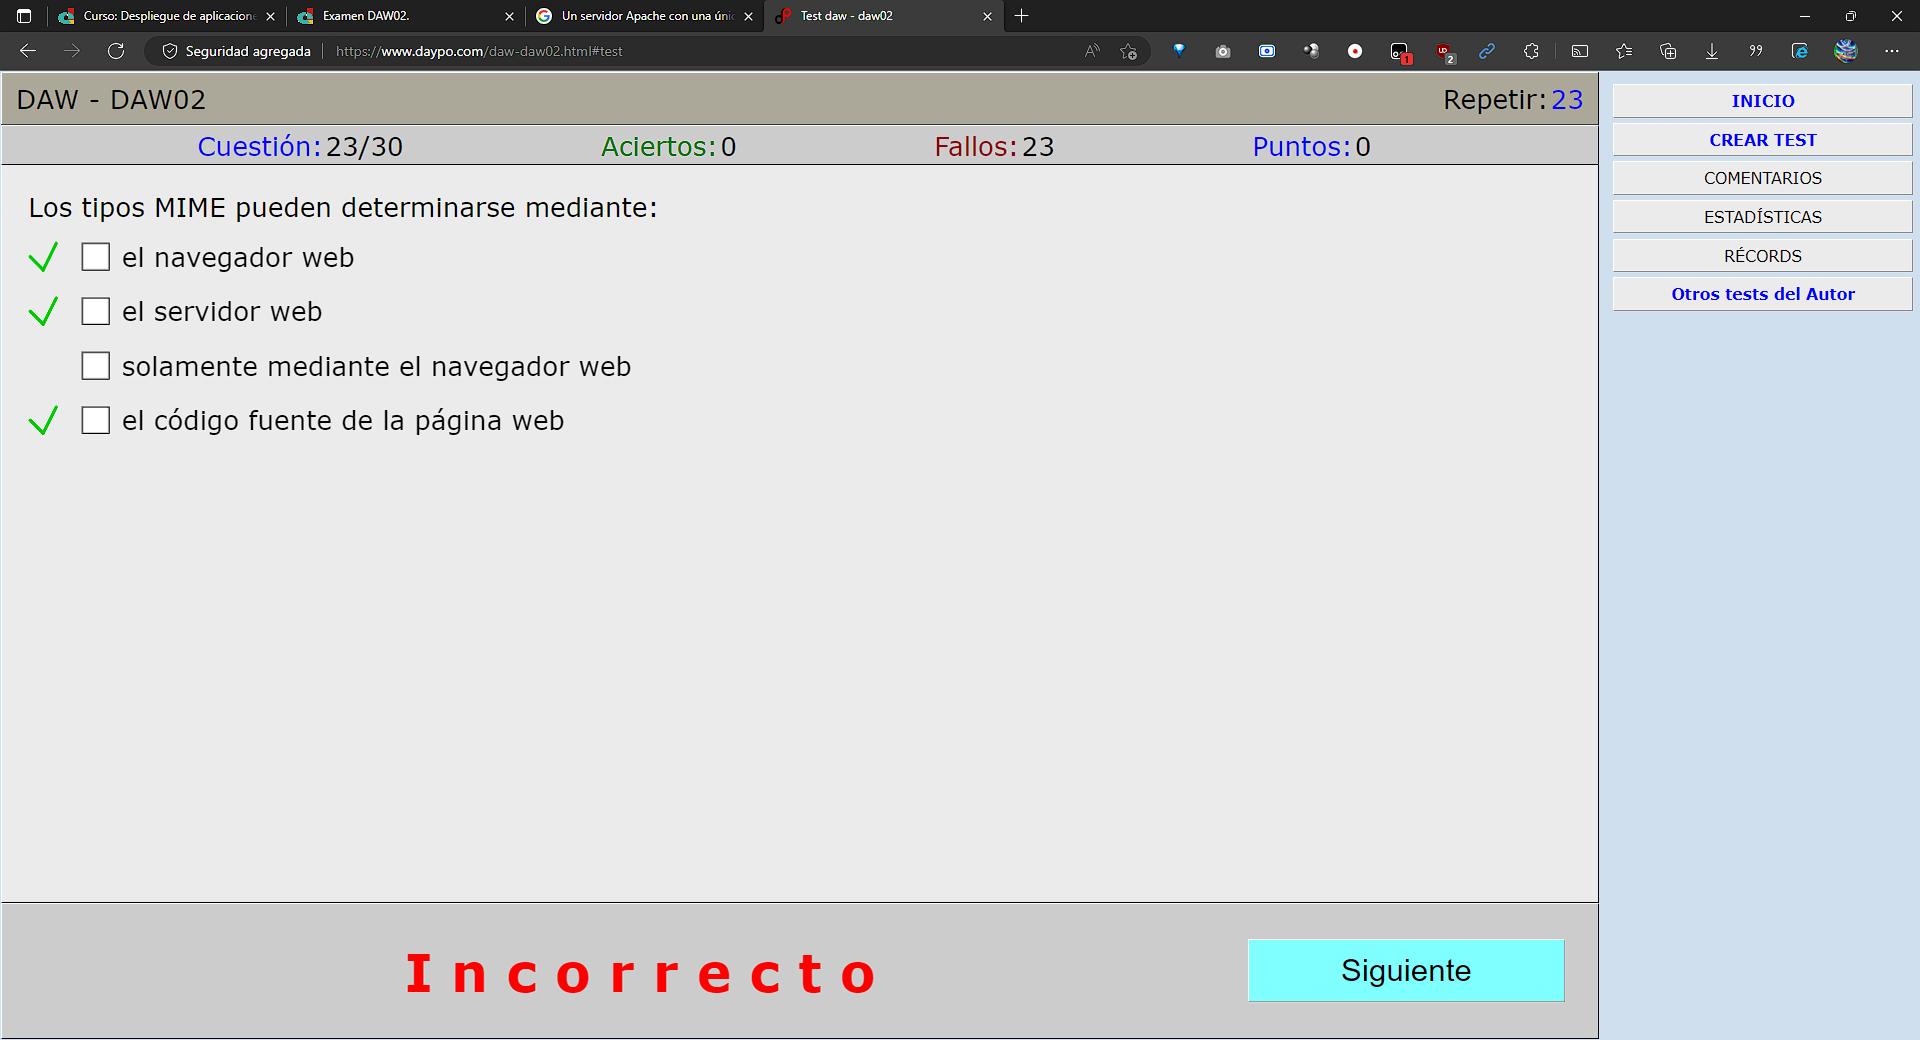 Curso: Despliegue de aplicacione
Examen DAW02.
Un servidor Apache con una únic
Test daw - daw02
Seguridad agregada
https://www.daypo.com/daw-daw02.html#test
1
2
DAW - DAW02
Repetir:23
Cuestión:23/30
Aciertos:0
Fallos:23
Puntos:0
Los tipos MIME pueden determinarse mediante:
el navegador web
el servidor web
solamente mediante el navegador web
el código fuente de la página web
Incorrecto
Siguiente
INICIO
CREAR TEST
COMENTARIOS
ESTADÍSTICAS
RÉCORDS
Otros tests del Autor